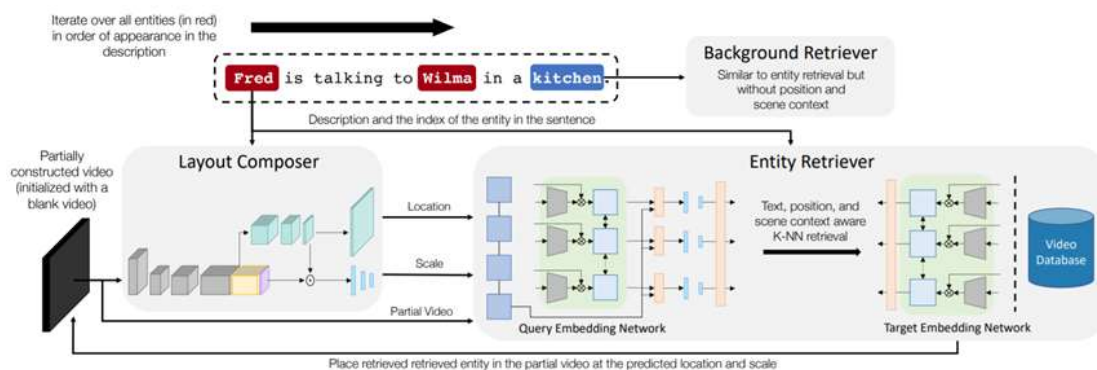 Iterate over all entities (in red)
in order of appearance in the
description
Fred is talking to Wilma in a kitchen.
Background Retriever
Similar to entity retrieval but
without position and
scene context
Description and the index of the entity in the sentence
Partially
constructed video
(initialized with a
blank video)
Layout Composer
Location
Scale
Partial Video
Entity Retriever
Text, position, and
scene context aware
K-NN retrieval
Video
Database
Query Embedding Network
Target Embedding Network
Place retrieved retrieved entity in the partial video at the predicted location and scale